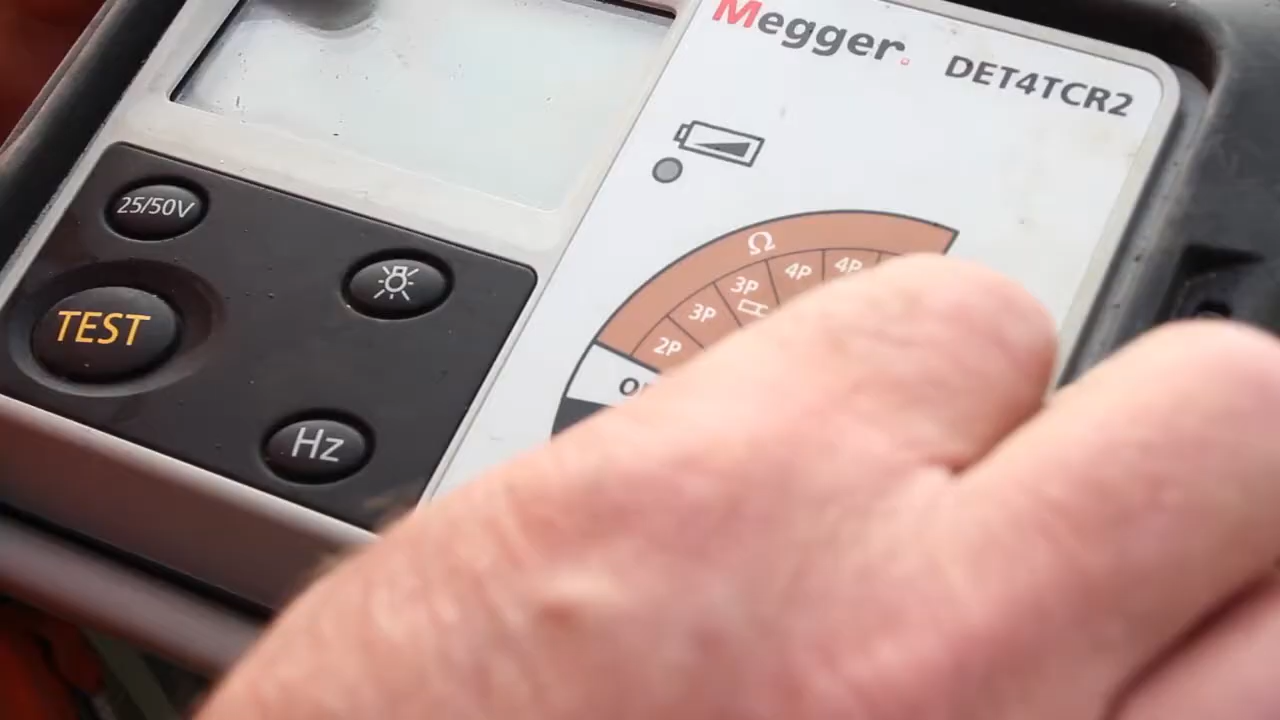 Megger.
DET4TCR2
25/50V
TEST
Hz
Ω
2P
3P
3P
4P
4P